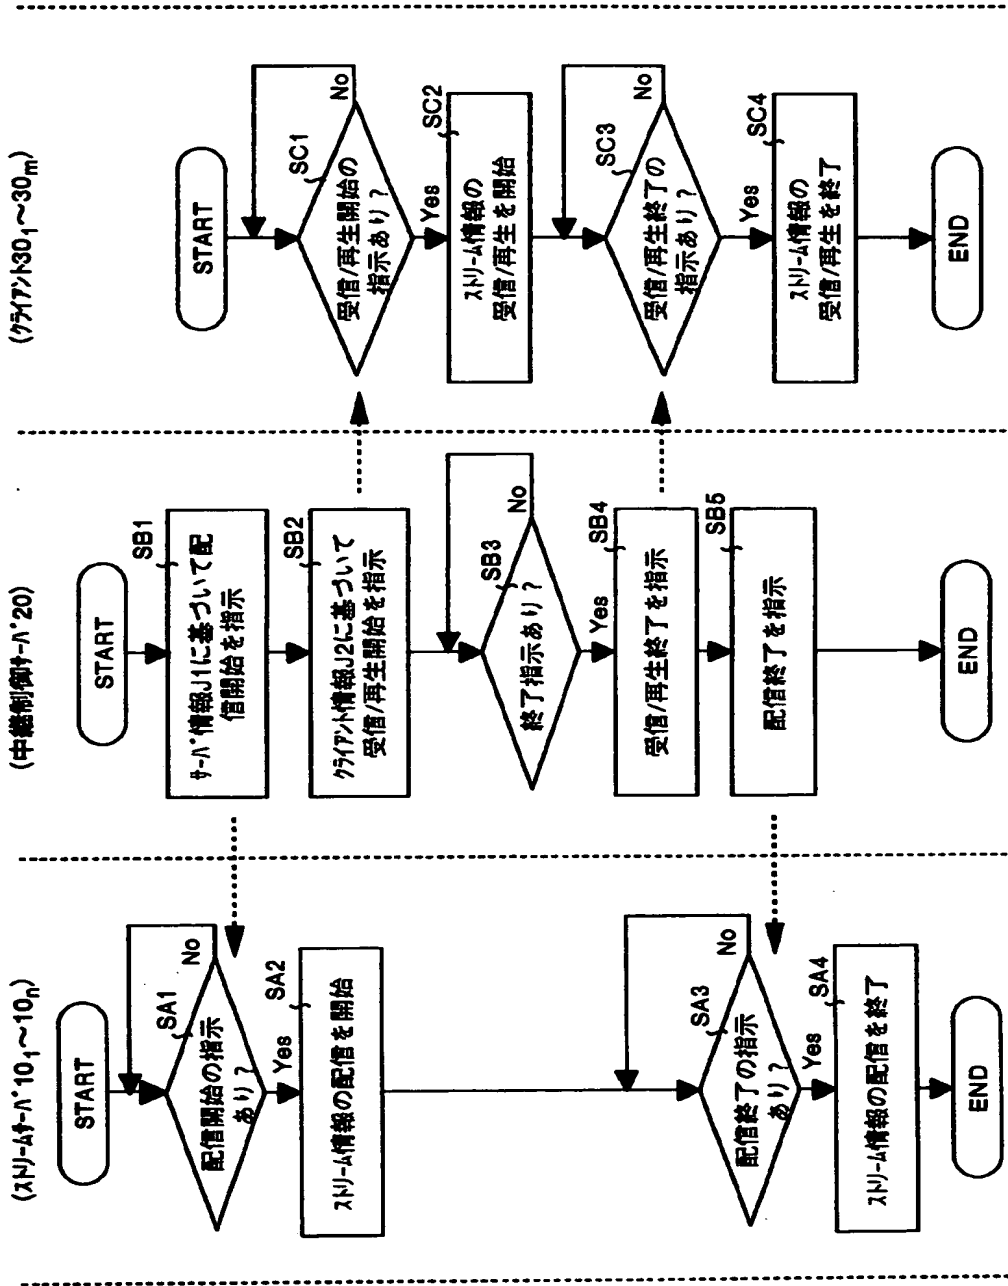 (ストリームサーバ10₁～10ₙ)
START
配信開始の指示
あり?
SA1
No
Yes
ストリーム情報の配信を開始
SA2
配信終了の指示
あり?
SA3
No
Yes
ストリーム情報の配信を終了
SA4
END
(中継制御サーバ20)
START
サーバ情報J1に基づいて配
信開始を指示
SB1
クライアント情報J2に基づいて
受信/再生開始を指示
SB2
終了指示あり?
SB3
No
Yes
受信/再生終了を指示
SB4
配信終了を指示
SB5
END
(クライアント30₁～30ₘ)
START
受信/再生開始の
指示あり?
SC1
No
Yes
ストリーム情報の
受信/再生を開始
SC2
受信/再生終了の
指示あり?
SC3
No
Yes
ストリーム情報の
受信/再生を終了
SC4
END